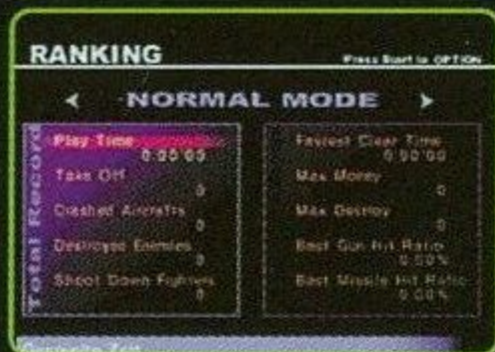 RANKING
Press Start to OPTION
NORMAL MODE
Total Record
Play Time
0:00'00
Take Off
0
Crashed Aircrafts
0
Destroyed Enemies
0
Shoot Down Fighters
0
Fastest Clear Time
0:00'00
Max Money
0
Max Destroy
0
Best Gun Hit Ratio
0.00%
Best Missile Hit Ratio
0.00%